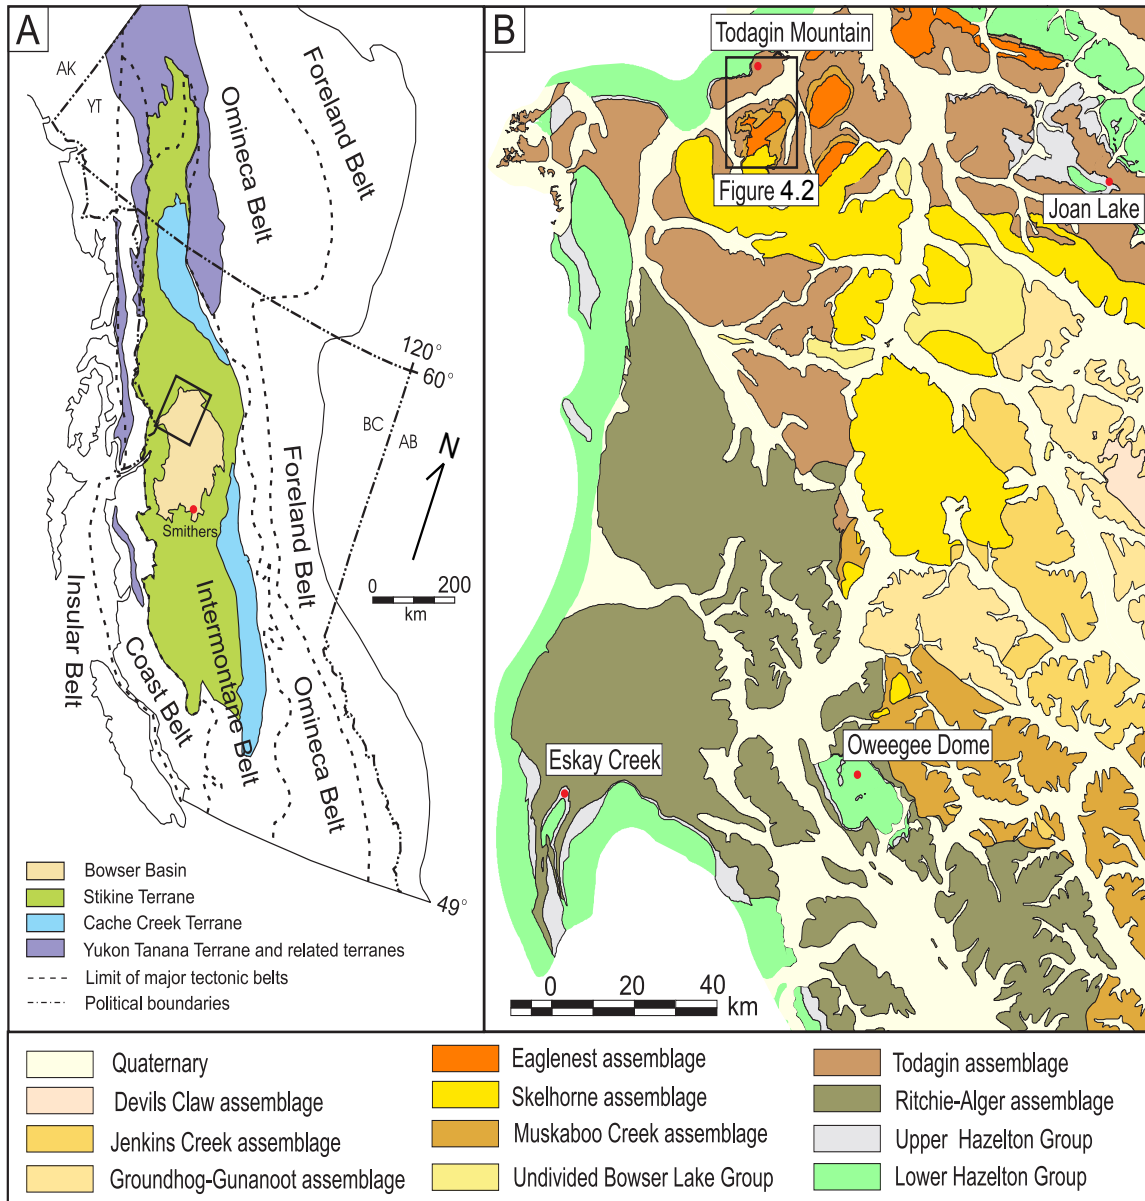 A
AK
YT
Foreland Belt
Omineca Belt
120°
60°
BC
AB
N
Smithers
0 200
km
Foreland Belt
Intermontane Belt
Insular Belt
Coast Belt
Omineca Belt
49°
Bowser Basin
Stikine Terrane
Cache Creek Terrane
Yukon Tanana Terrane and related terranes
Limit of major tectonic belts
Political boundaries
B
Todagin Mountain
Figure 4.2
Joan Lake
Eskay Creek
Oweegee Dome
0 20 40
km
Quaternary
Devils Claw assemblage
Jenkins Creek assemblage
Groundhog-Gunanoot assemblage
Eaglenest assemblage
Skelhorne assemblage
Muskaboo Creek assemblage
Undivided Bowser Lake Group
Todagin assemblage
Ritchie-Alger assemblage
Upper Hazelton Group
Lower Hazelton Group